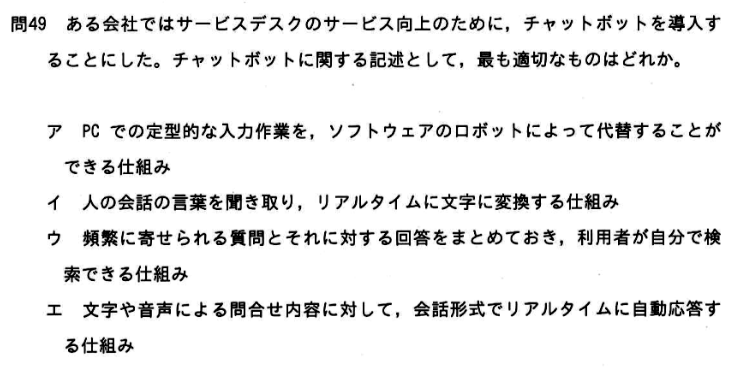 問49 ある会社ではサービスデスクのサービス向上のために，チャットボットを導入す
ることにした。チャットボットに関する記述として，最も適切なものはどれか。
ア PC での定型的な入力作業を，ソフトウェアのロボットによって代替することが
できる仕組み
イ 人の会話の言葉を聞き取り，リアルタイムに文字に変換する仕組み
ウ 頻繁に寄せられる質問とそれに対する回答をまとめておき，利用者が自分で検
索できる仕組み
エ 文字や音声による問合せ内容に対して，会話形式でリアルタイムに自動応答す
る仕組み